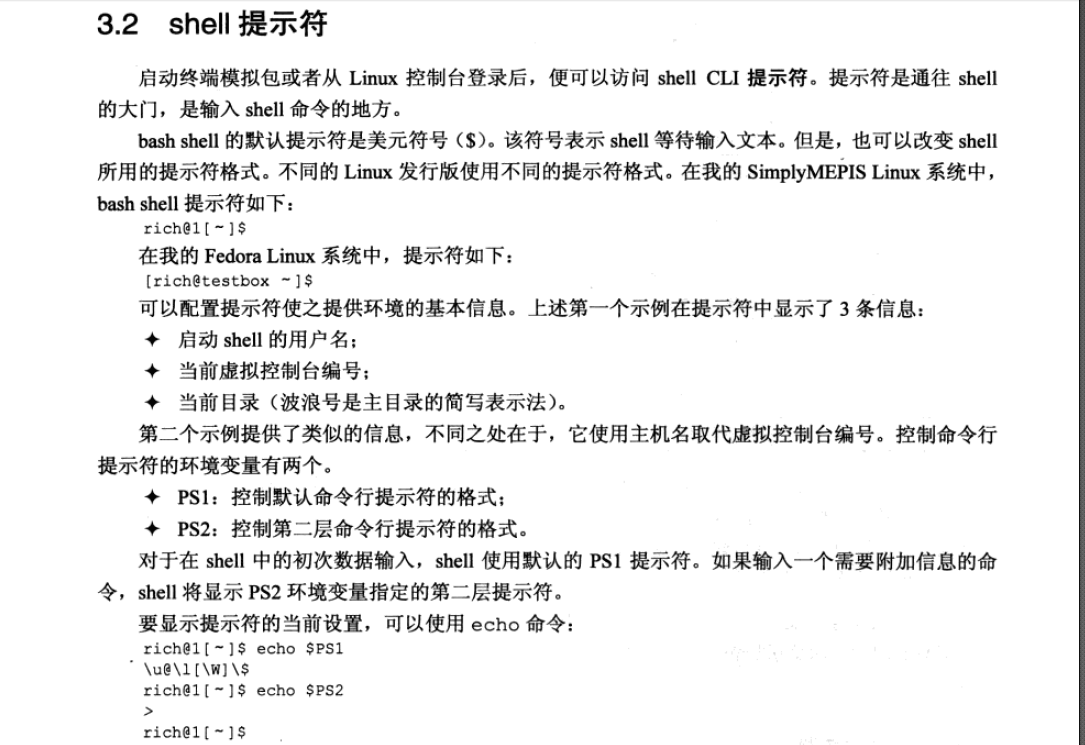 3.2 shell 提示符
启动终端模拟包或者从 Linux 控制台登录后，便可以访问 shell CLI 提示符。提示符是通往 shell
的大门，是输入 shell 命令的地方。
bash shell 的默认提示符是美元符号（$）。该符号表示 shell 等待输入文本。但是，也可以改变 shell
所用的提示符格式。不同的 Linux 发行版使用不同的提示符格式。在我的 SimplyMEPIS Linux 系统中，
bash shell 提示符如下：
rich@1[~]$
在我的 Fedora Linux 系统中，提示符如下：
[rich@testbox ~]$
可以配置提示符使之提供环境的基本信息。上述第一个示例在提示符中显示了 3 条信息：
✦ 启动 shell 的用户名；
✦ 当前虚拟控制台编号；
✦ 当前目录（波浪号是主目录的简写表示法）。
第二个示例提供了类似的信息，不同之处在于，它使用主机名取代虚拟控制台编号。控制命令行
提示符的环境变量有两个。
✦ PS1：控制默认命令行提示符的格式；
✦ PS2：控制第二层命令行提示符的格式。
对于在 shell 中的初次数据输入，shell 使用默认的 PS1 提示符。如果输入一个需要附加信息的命
令，shell 将显示 PS2 环境变量指定的第二层提示符。
要显示提示符的当前设置，可以使用 echo 命令：
rich@1[~]$ echo $PS1
\u@\l[\W]\$
rich@1[~]$ echo $PS2
>
rich@1[~]$